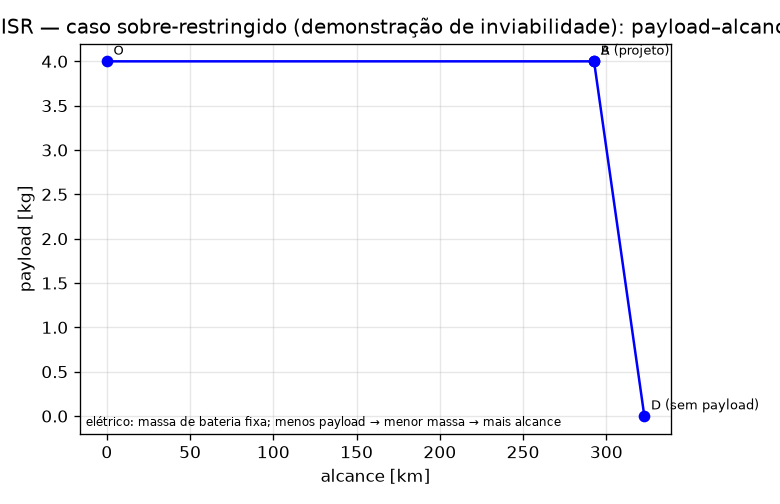 ISR — caso sobre-restringido (demonstração de inviabilidade): payload–alcanc
O
(projeto)
4.0
3.5
3.0
2.5
2.0
1.5
1.0
0.5
0.0
payload [kg]
D (sem payload)
elétrico: massa de bateria fixa; menos payload → menor massa → mais alcance
0
50
100
150
200
250
300
alcance [km]